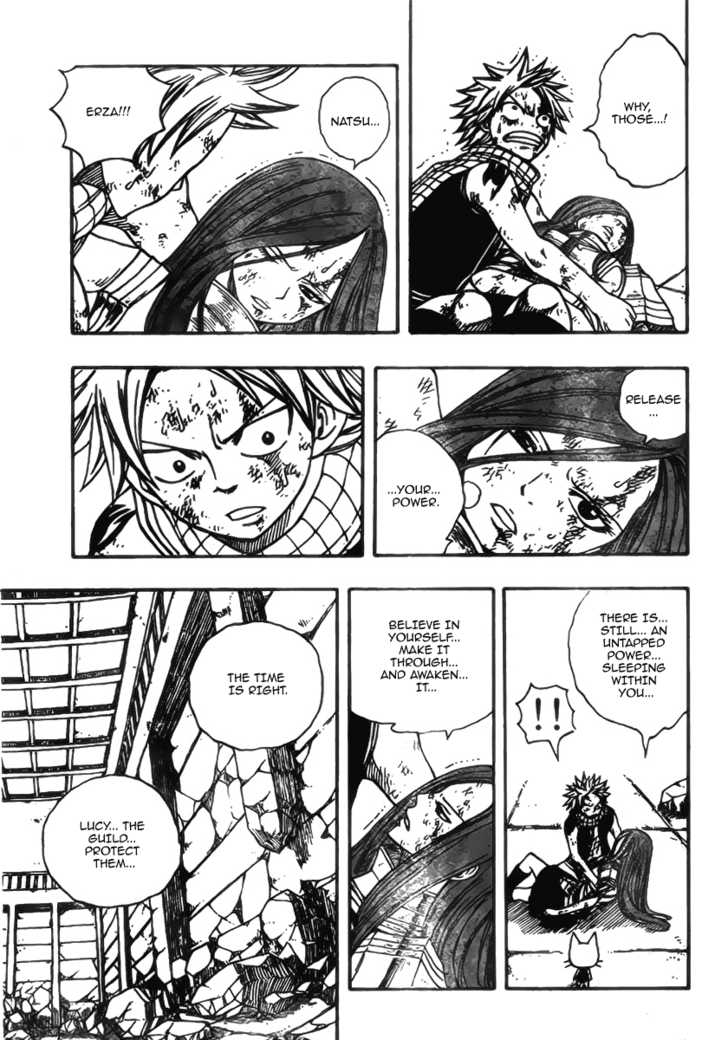 WHY,
THOSE...!
NATSU...
ERZA!!!
RELEASE
...
...YOUR...
POWER.
THERE IS...
STILL... AN
UNTAPPED
POWER...
SLEEPING
WITHIN
YOU...
!!
BELIEVE IN
YOURSELF...
MAKE IT
THROUGH...
AND AWAKEN...
IT...
THE TIME
IS RIGHT.
LUCY... THE
GUILD...
PROTECT
THEM...